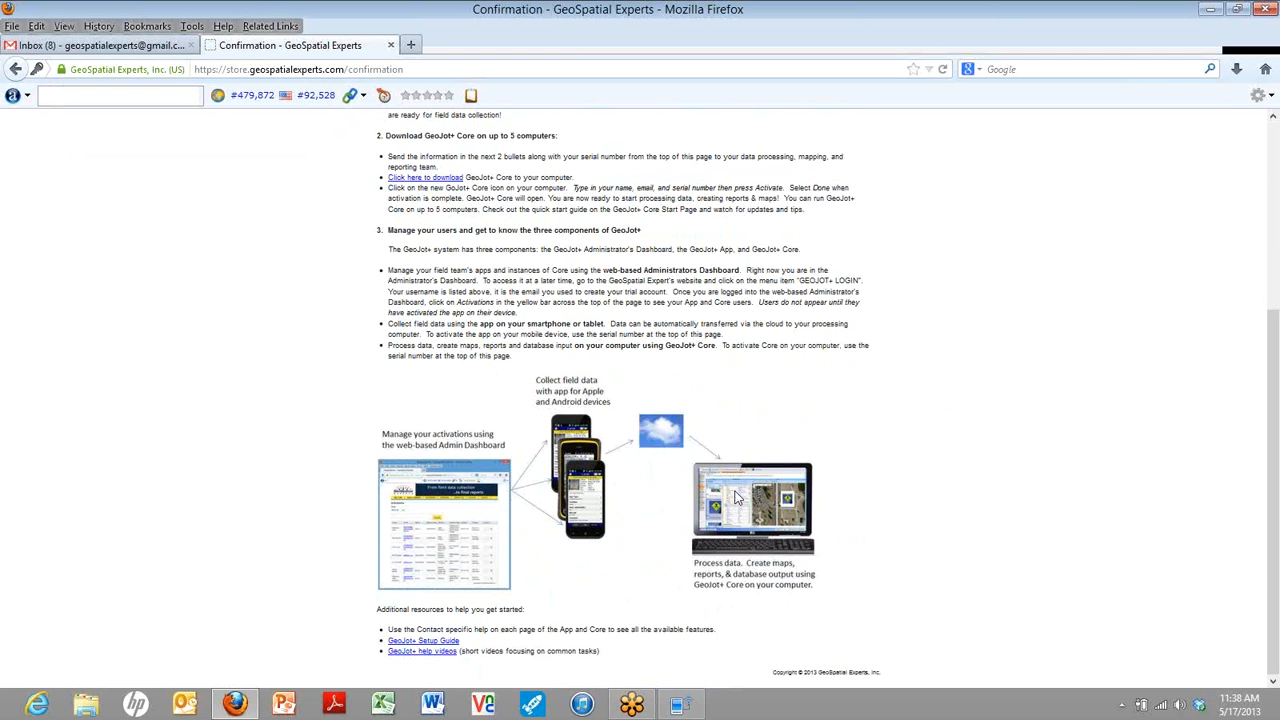 Confirmation - GeoSpatial Experts - Mozilla Firefox
File Edit View History Bookmarks Tools Help Related Links
Inbox (8) - geospatialexperts@gmail.c...
Confirmation - GeoSpatial Experts
GeoSpatial Experts, Inc. (US)
https://store.geospatialexperts.com/confirmation
Google
#479,872
#92,528
are ready for field data collection!
2. Download GeoJot+ Core on up to 5 computers:
Send the information in the next 2 bullets along with your serial number from the top of this page to your data processing, mapping, and
reporting team.
Click here to download GeoJot+ Core to your computer.
Click on the new GoJot+ Core icon on your computer. Type in your name, email, and serial number then press Activate. Select Done when
activation is complete, GeoJot+ Core will open. You are now ready to start processing data, creating reports & maps! You can run GeoJot+
Core on up to 5 computers. Check out the quick start guide on the GeoJot+ Core Start Page and watch for updates and tips.
3. Manage your users and get to know the three components of GeoJot+
The GeoJot+ system has three components: the GeoJot+ Administrator's Dashboard, the GeoJot+ App, and GeoJot+ Core.
Manage your field team's apps and instances of Core using the web-based Administrators Dashboard. Right now you are in the
Administrator's Dashboard. To access it at a later time, go to the GeoSpatial Expert's website and click on the menu item "GEOJOT+ LOGIN".
Your username is listed above, it is the email you used to create your trial account. Once you are logged into the web-based Administrator's
Dashboard, click on Activations in the yellow bar across the top of the page to see your App and Core users. Users do not appear until they
have activated the app on their device.
Collect field data using the app on your smartphone or tablet. Data can be automatically transferred via the cloud to your processing
computer. To activate the app on your mobile device, use the serial number at the top of this page.
Process data, create maps, reports and database input on your computer using GeoJot+ Core. To activate Core on your computer, use the
serial number at the top of this page.
Collect field data
with app for Apple
and Android devices
Manage your activations using
the web-based Admin Dashboard
From field data collection
...to final reports
Process data. Create maps,
reports, & database output using
GeoJot+ Core on your computer.
Additional resources to help you get started:
Use the Contact specific help on each page of the App and Core to see all the available features.
GeoJot+ Setup Guide
GeoJot+ help videos (short videos focusing on common tasks)
Copyright © 2013 GeoSpatial Experts, Inc.
11:38 AM
5/17/2013